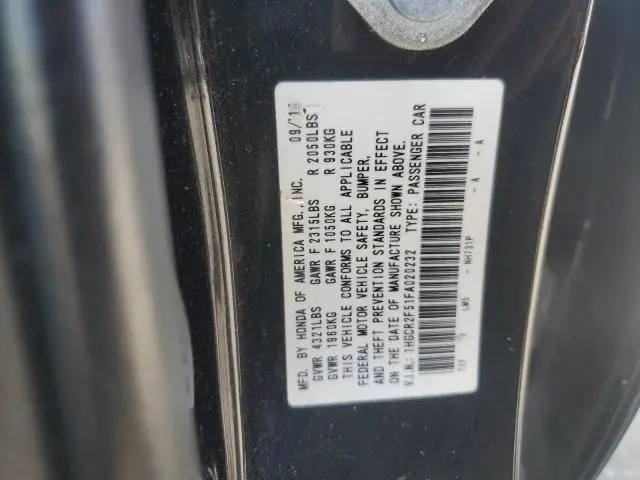 MFD. BY HONDA OF AMERICA MFG., INC.
GVWR 4321LBS GAWR F 2315LBS R 2050LBS
GVWR 1960KG GAWR F 1050KG R 930KG
THIS VEHICLE CONFORMS TO ALL APPLICABLE
FEDERAL MOTOR VEHICLE SAFETY, BUMPER,
AND THEFT PREVENTION STANDARDS IN EFFECT
ON THE DATE OF MANUFACTURE SHOWN ABOVE.
V.I.N.: 1HGCR2F51FA020232 TYPE: PASSENGER CAR
NH731P - A - A